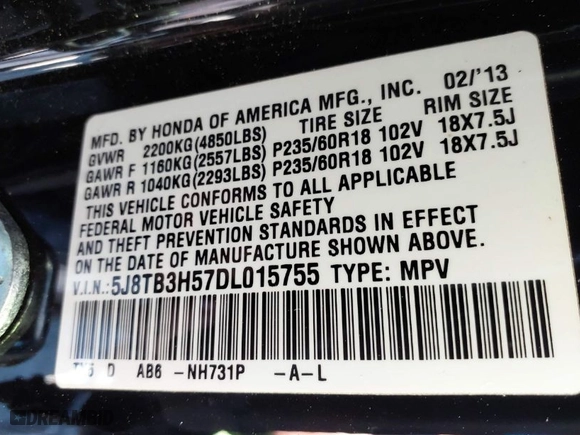 MFD. BY HONDA OF AMERICA MFG., INC. 02/'13
GVWR 2200KG(4850LBS) TIRE SIZE RIM SIZE
GAWR F 1160KG(2557LBS) P235/60R18 102V 18X7.5J
GAWR R 1040KG(2293LBS) P235/60R18 102V 18X7.5J
THIS VEHICLE CONFORMS TO ALL APPLICABLE
FEDERAL MOTOR VEHICLE SAFETY
AND THEFT PREVENTION STANDARDS IN EFFECT
ON THE DATE OF MANUFACTURE SHOWN ABOVE.
V.I.N.:5J8TB3H57DL015755 TYPE: MPV
D AB6 -NH731P -A-L